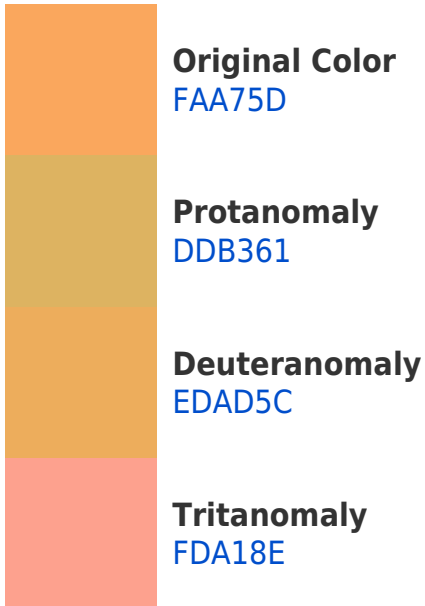 Original Color
FAA75D
Protanomaly
DDB361
Deuteranomaly
EDAD5C
Tritanomaly
FDA18E